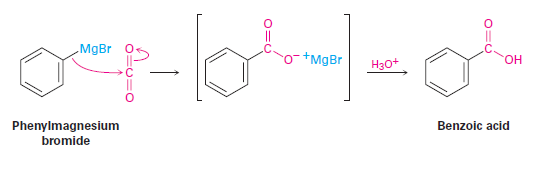 MgBr
O
C
O
O
C
O⁻ ⁺MgBr
H₃O⁺
O
C
OH
Phenylmagnesium
bromide
Benzoic acid